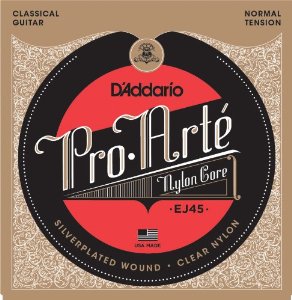 CLASSICAL
GUITAR
NORMAL
TENSION
D'Addario
Pro·Arté
Nylon Core
·EJ45·
USA MADE
SILVERPLATED WOUND · CLEAR NYLON